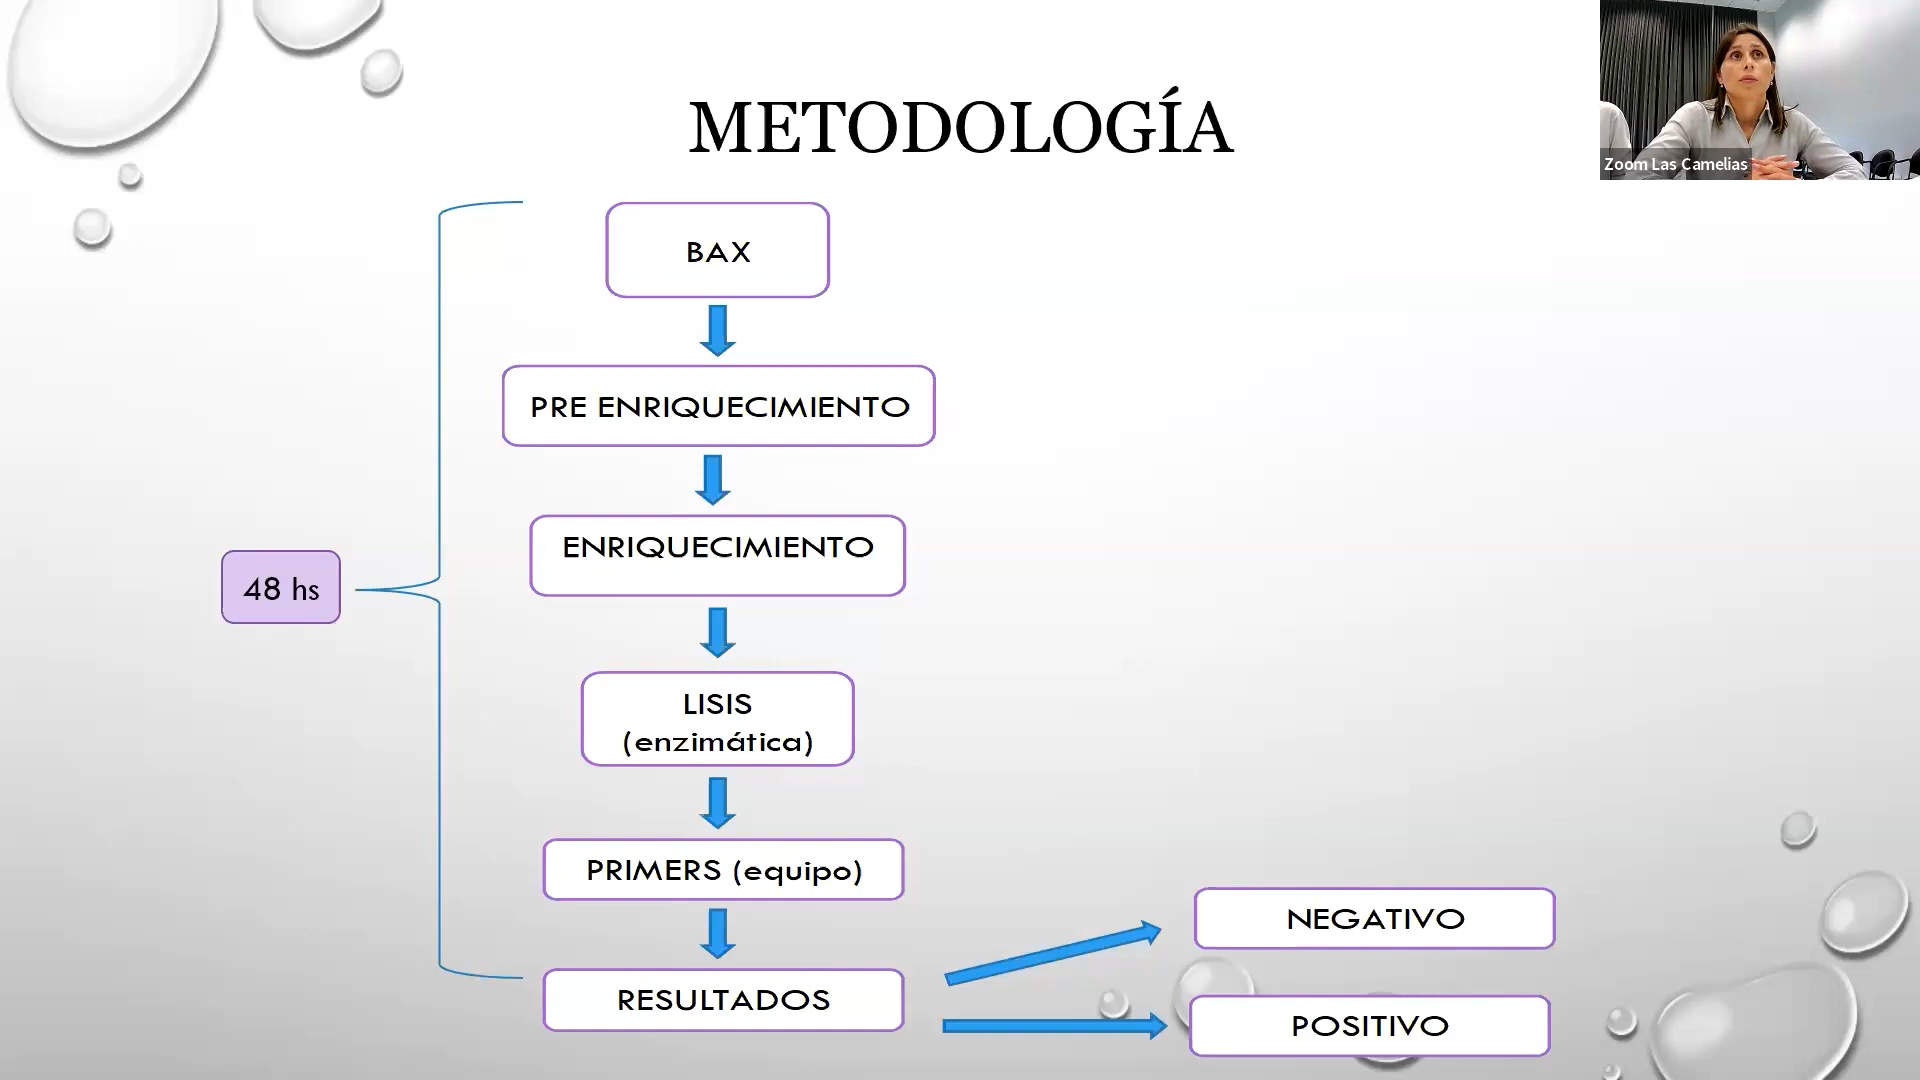 METODOLOGÍA
Zoom Las Camelias
BAX
PRE ENRIQUECIMIENTO
ENRIQUECIMIENTO
48 hs
LISIS
(enzimática)
PRIMERS (equipo)
RESULTADOS
NEGATIVO
POSITIVO